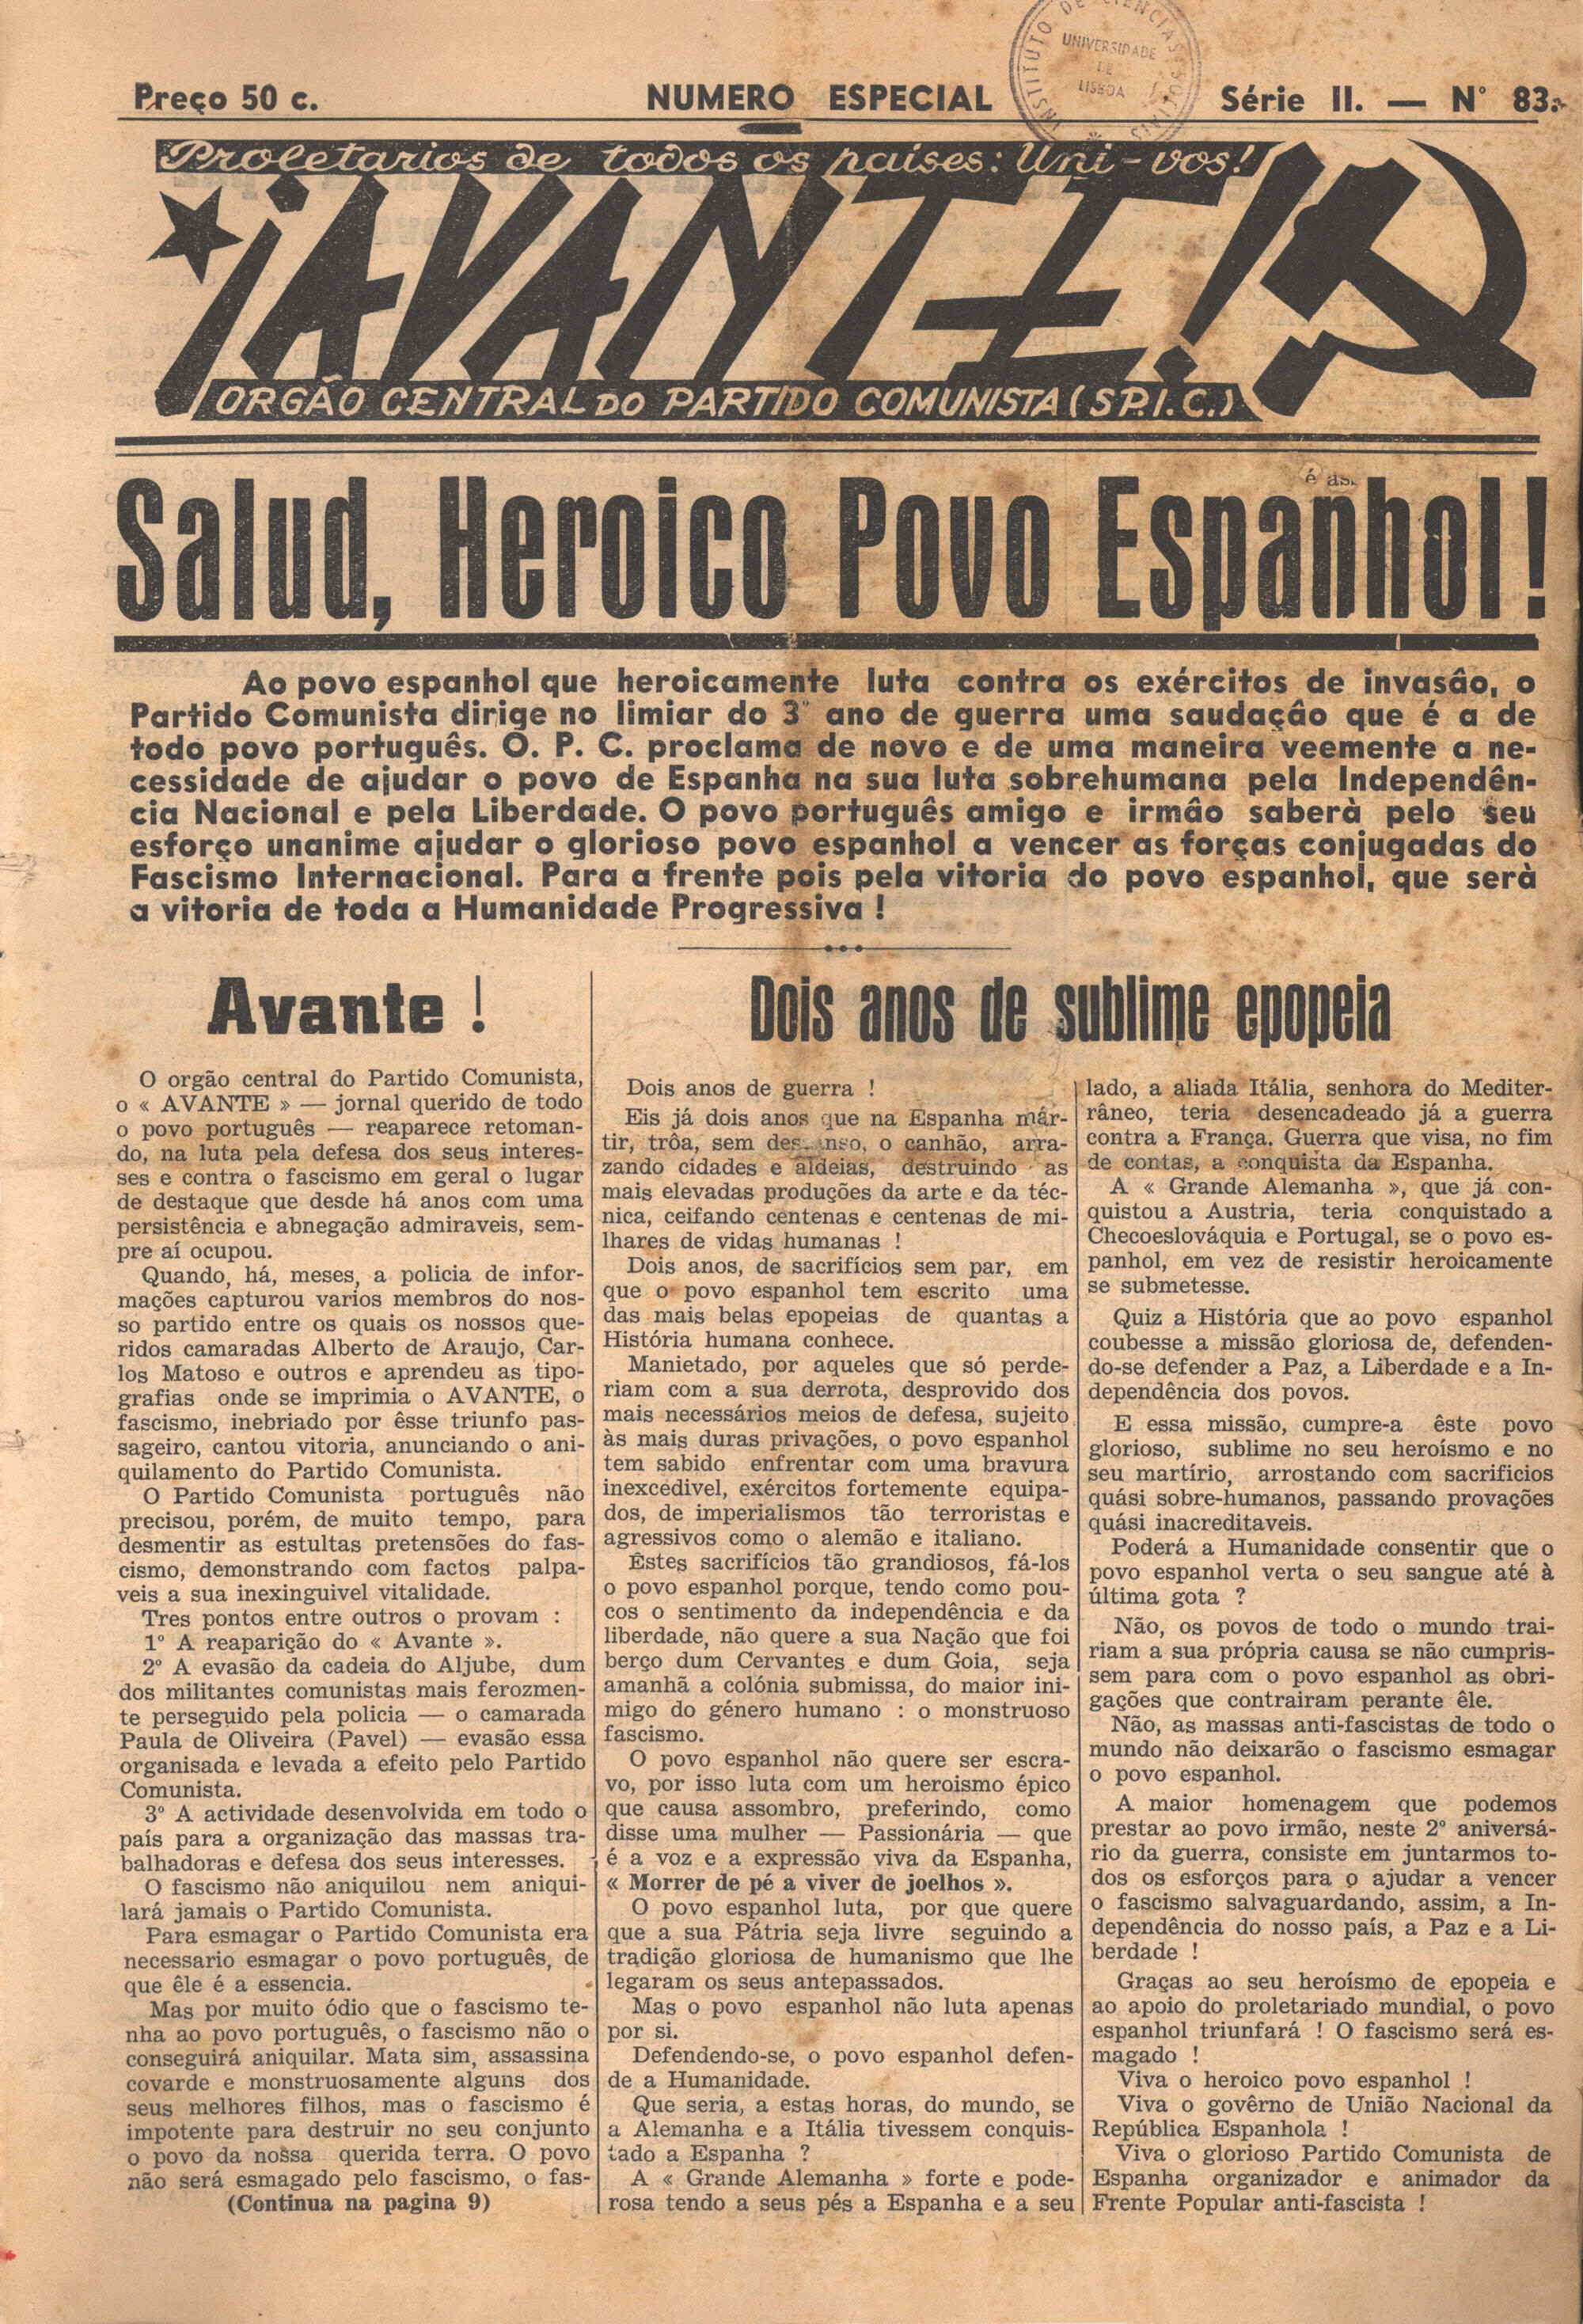 Preço 50 c.
NUMERO ESPECIAL
Série II. — N° 83.
INSTITUTO DE CIENCIAS SOCIAIS
UNIVERSIDADE
DE
LISBOA
Proletarios de todos os paises: Uni-vos!
¡AVANTE!
ORGÃO CENTRAL DO PARTIDO COMUNISTA (S.P.I.C.)
Salud, Heroico Povo Espanhol !
Ao povo espanhol que heroicamente luta contra os exércitos de invasâo, o
Partido Comunista dirige no limiar do 3° ano de guerra uma saudaçâo que é a de
todo povo português. O. P. C. proclama de novo e de uma maneira veemente a ne-
cessidade de ajudar o povo de Espanha na sua luta sobrehumana pela Independên-
cia Nacional e pela Liberdade. O povo português amigo e irmâo saberà pelo seu
esforço unanime ajudar o glorioso povo espanhol a vencer as forças conjugadas do
Fascismo Internacional. Para a frente pois pela vitoria do povo espanhol, que serà
a vitoria de toda a Humanidade Progressiva !
Avante !
O orgão central do Partido Comunista,
o « AVANTE » — jornal querido de todo
o povo português — reaparece retoman-
do, na luta pela defesa dos seus interes-
ses e contra o fascismo em geral o lugar
de destaque que desde há anos com uma
persistência e abnegação admiraveis, sem-
pre aí ocupou.
Quando, há, meses, a policia de infor-
mações capturou varios membros do nos-
so partido entre os quais os nossos que-
ridos camaradas Alberto de Araujo, Car-
los Matoso e outros e aprendeu as tipo-
grafias onde se imprimia o AVANTE, o
fascismo, inebriado por êsse triunfo pas-
sageiro, cantou vitoria, anunciando o ani-
quilamento do Partido Comunista.
O Partido Comunista português não
precisou, porém, de muito tempo, para
desmentir as estultas pretensões do fas-
cismo, demonstrando com factos palpa-
veis a sua inexinguivel vitalidade.
Tres pontos entre outros o provam :
1° A reaparição do « Avante ».
2° A evasão da cadeia do Aljube, dum
dos militantes comunistas mais ferozmen-
te perseguido pela policia — o camarada
Paula de Oliveira (Pavel) — evasão essa
organisada e levada a efeito pelo Partido
Comunista.
3° A actividade desenvolvida em todo o
país para a organização das massas tra-
balhadoras e defesa dos seus interesses.
O fascismo não aniquilou nem aniqui-
lará jamais o Partido Comunista.
Para esmagar o Partido Comunista era
necessario esmagar o povo português, de
que êle é a essencia.
Mas por muito ódio que o fascismo te-
nha ao povo português, o fascismo não o
conseguirá aniquilar. Mata sim, assassina
covarde e monstruosamente alguns dos
seus melhores filhos, mas o fascismo é
impotente para destruir no seu conjunto
o povo da nossa querida terra. O povo
não será esmagado pelo fascismo, o fas-
(Continua na pagina 9)
Dois anos de sublime epopeia
Dois anos de guerra !
Eis já dois anos que na Espanha már-
tir, trôa, sem descanso, o canhão, arra-
zando cidades e aldeias, destruindo as
mais elevadas produções da arte e da téc-
nica, ceifando centenas e centenas de mi-
lhares de vidas humanas !
Dois anos, de sacrifícios sem par, em
que o povo espanhol tem escrito uma
das mais belas epopeias de quantas a
História humana conhece.
Manietado, por aqueles que só perde-
riam com a sua derrota, desprovido dos
mais necessários meios de defesa, sujeito
às mais duras privações, o povo espanhol
tem sabido enfrentar com uma bravura
inexcedivel, exércitos fortemente equipa-
dos, de imperialismos tão terroristas e
agressivos como o alemão e italiano.
Êstes sacrifícios tão grandiosos, fá-los
o povo espanhol porque, tendo como pou-
cos o sentimento da independência e da
liberdade, não quere a sua Nação que foi
berço dum Cervantes e dum Goia, seja
amanhã a colónia submissa, do maior ini-
migo do género humano : o monstruoso
fascismo.
O povo espanhol não quere ser escra-
vo, por isso luta com um heroismo épico
que causa assombro, preferindo, como
disse uma mulher — Passionária — que
é a voz e a expressão viva da Espanha,
« Morrer de pé a viver de joelhos ».
O povo espanhol luta, por que quere
que a sua Pátria seja livre seguindo a
tradição gloriosa de humanismo que lhe
legaram os seus antepassados.
Mas o povo espanhol não luta apenas
por si.
Defendendo-se, o povo espanhol defen-
de a Humanidade.
Que seria, a estas horas, do mundo, se
a Alemanha e a Itália tivessem conquis-
tado a Espanha ?
A « Grande Alemanha » forte e pode-
rosa tendo a seus pés a Espanha e a seu
lado, a aliada Itália, senhora do Mediter-
râneo, teria desencadeado já a guerra
contra a França. Guerra que visa, no fim
de contas, a conquista da Espanha.
A « Grande Alemanha », que já con-
quistou a Austria, teria conquistado a
Checoeslováquia e Portugal, se o povo es-
panhol, em vez de resistir heroicamente
se submetesse.
Quiz a História que ao povo espanhol
coubesse a missão gloriosa de, defenden-
do-se defender a Paz, a Liberdade e a In-
dependência dos povos.
E essa missão, cumpre-a êste povo
glorioso, sublime no seu heroísmo e no
seu martírio, arrostando com sacrificios
quási sobre-humanos, passando provações
quási inacreditaveis.
Poderá a Humanidade consentir que o
povo espanhol verta o seu sangue até à
última gota ?
Não, os povos de todo o mundo trai-
riam a sua própria causa se não cumpris-
sem para com o povo espanhol as obri-
gações que contrairam perante êle.
Não, as massas anti-fascistas de todo o
mundo não deixarão o fascismo esmagar
o povo espanhol.
A maior homenagem que podemos
prestar ao povo irmão, neste 2° aniversá-
rio da guerra, consiste em juntarmos to-
dos os esforços para o ajudar a vencer
o fascismo salvaguardando, assim, a In-
dependência do nosso país, a Paz e a Li-
berdade !
Graças ao seu heroísmo de epopeia e
ao apoio do proletariado mundial, o povo
espanhol triunfará ! O fascismo será es-
magado !
Viva o heroico povo espanhol !
Viva o govêrno de União Nacional da
República Espanhola !
Viva o glorioso Partido Comunista de
Espanha organizador e animador da
Frente Popular anti-fascista !